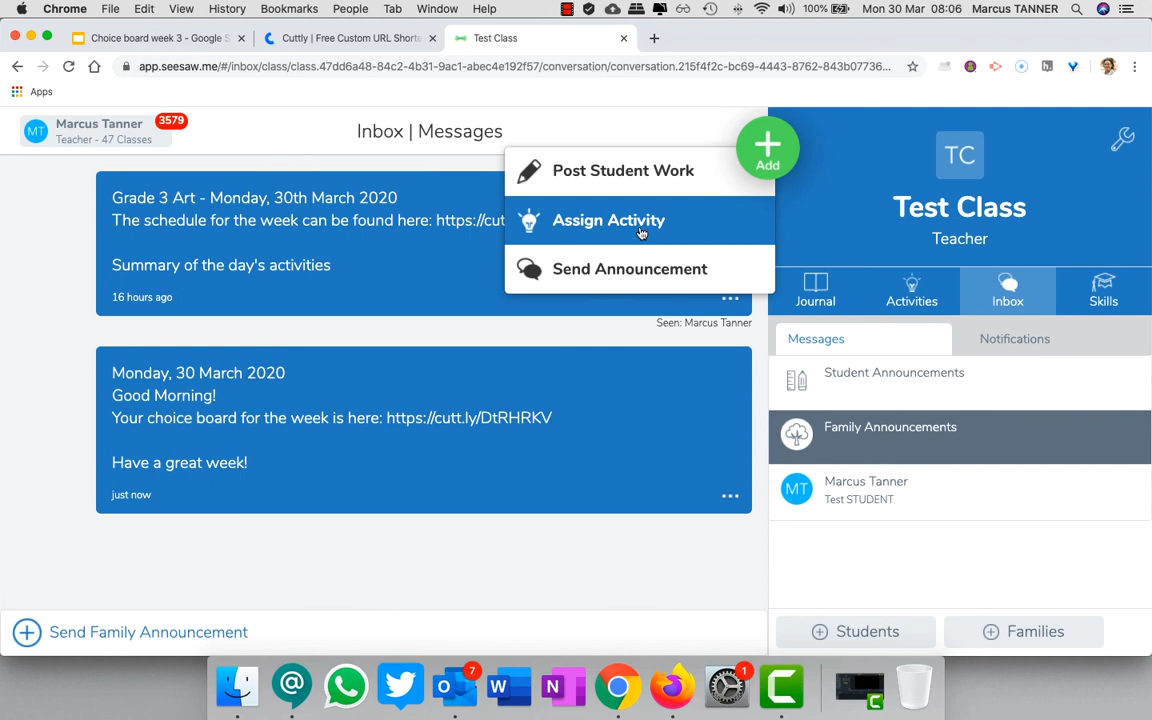 Chrome File Edit View History Bookmarks People Tab Window Help 100% Mon 30 Mar 08:06 Marcus TANNER
Choice board week 3 - Google S
Cuttly | Free Custom URL Shorte
Test Class
app.seesaw.me/#/inbox/class/class.47dd6a48-84c2-4b31-9ac1-abec4e192f57/conversation/conversation.215f4f2c-bc69-4443-8762-843b07736...
Apps
MT
Marcus Tanner
3579
Teacher - 47 Classes
Inbox | Messages
Add
Post Student Work
Assign Activity
Send Announcement
Grade 3 Art - Monday, 30th March 2020
The schedule for the week can be found here: https://cut
Summary of the day's activities
16 hours ago
Seen: Marcus Tanner
Monday, 30 March 2020
Good Morning!
Your choice board for the week is here: https://cutt.ly/DtRHRKV
Have a great week!
just now
Send Family Announcement
TC
Test Class
Teacher
Journal
Activities
Inbox
Skills
Messages
Notifications
Student Announcements
Family Announcements
MT
Marcus Tanner
Test STUDENT
Students
Families
7
1